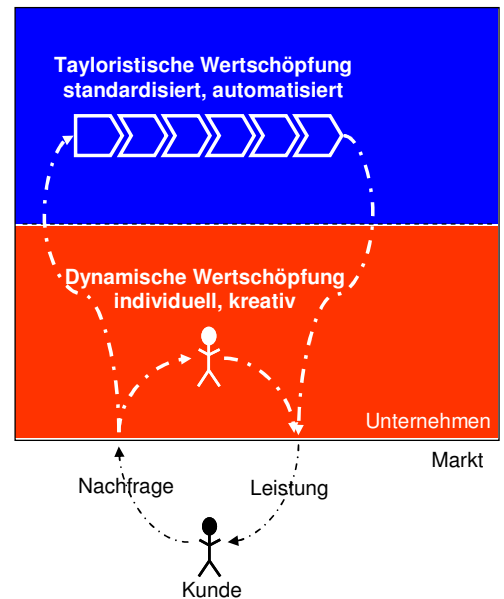 Tayloristische Wertschöpfung
standardisiert, automatisiert
Dynamische Wertschöpfung
individuell, kreativ
Unternehmen
Markt
Nachfrage
Leistung
Kunde